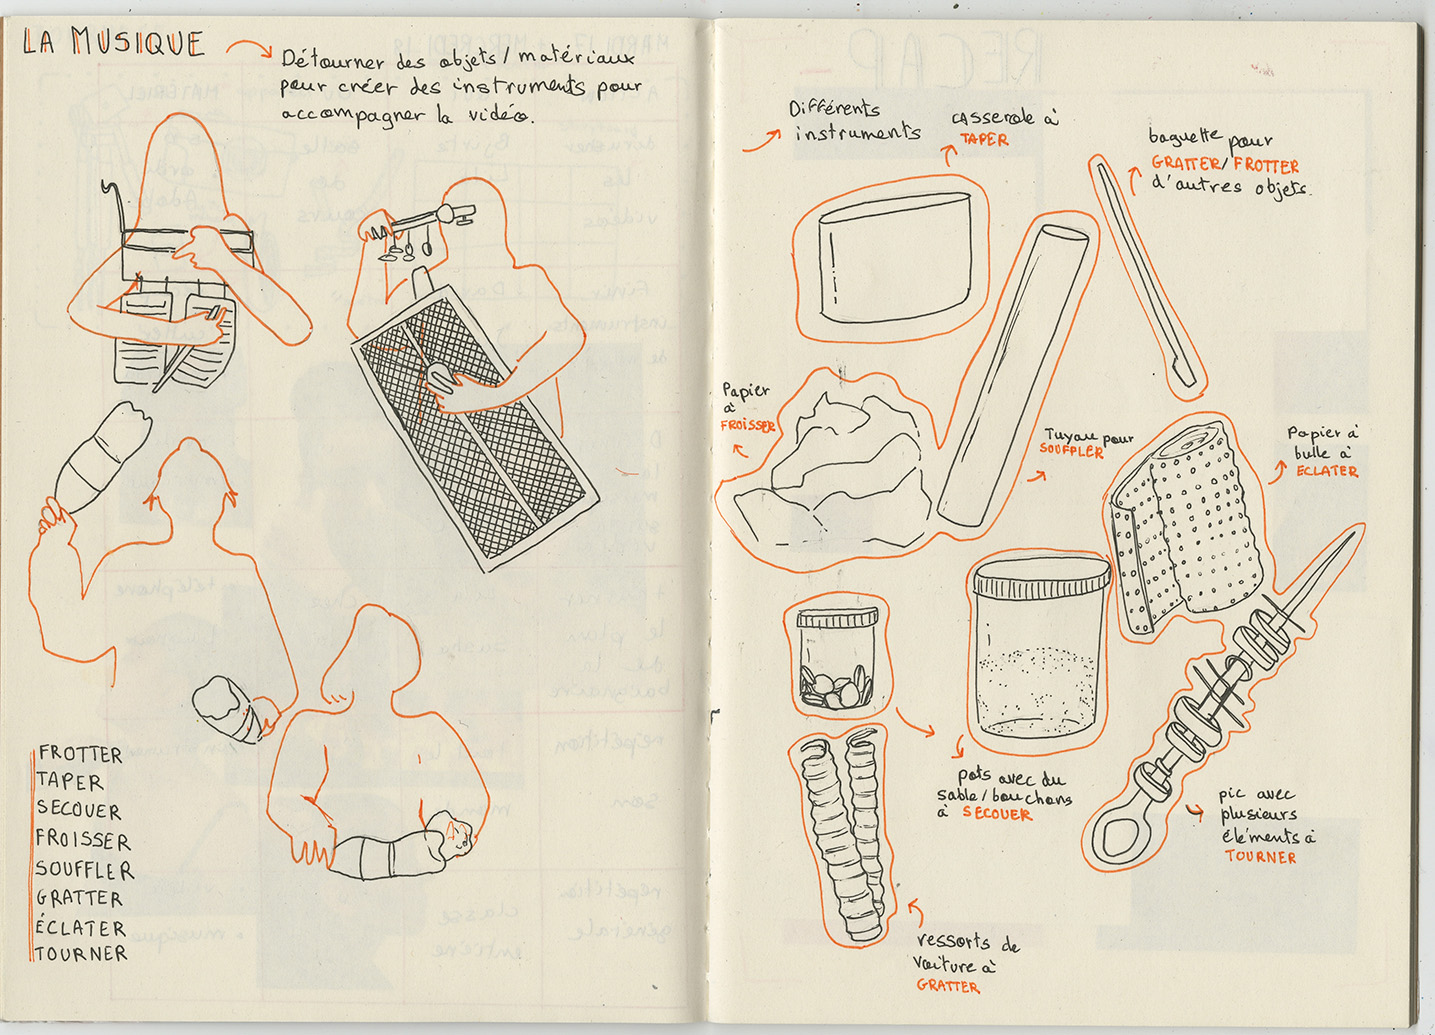 LA MUSIQUE
Détourner des objets / matériaux
pour créer des instruments pour
accompagner la vidéo.
FROTTER
TAPER
SECOUER
FROISSER
SOUFFLER
GRATTER
ÉCLATER
TOURNER
Différents
instruments
casserole à
TAPER
baguette pour
GRATTER/FROTTER
d'autres objets.
Papier
à
FROISSER
Tuyau pour
SOUFFLER
Papier à
bulle à
ECLATER
pots avec du
sable/bouchons
à SECOUER
pic avec
plusieurs
éléments à
TOURNER
ressorts de
voiture à
GRATTER